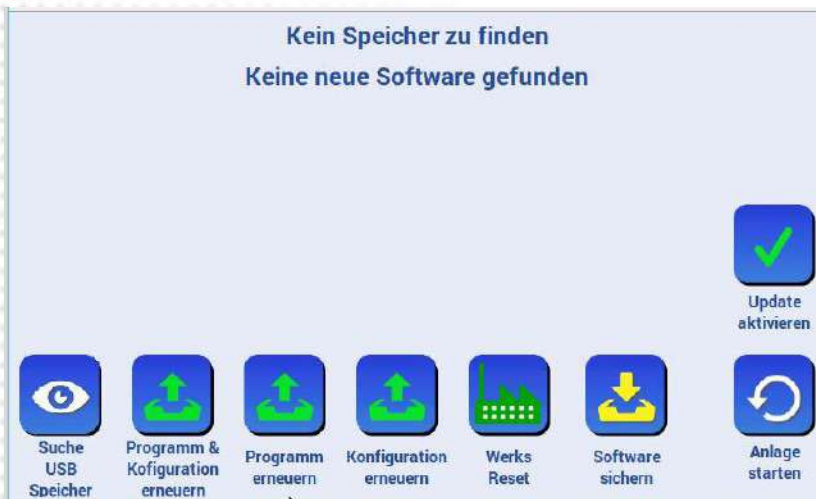 Kein Speicher zu finden
Keine neue Software gefunden
Update
aktivieren
Suche
USB
Speicher
Programm &
Kofiguration
erneuern
Programm
erneuern
Konfiguration
erneuern
Werks
Reset
Software
sichern
Anlage
starten